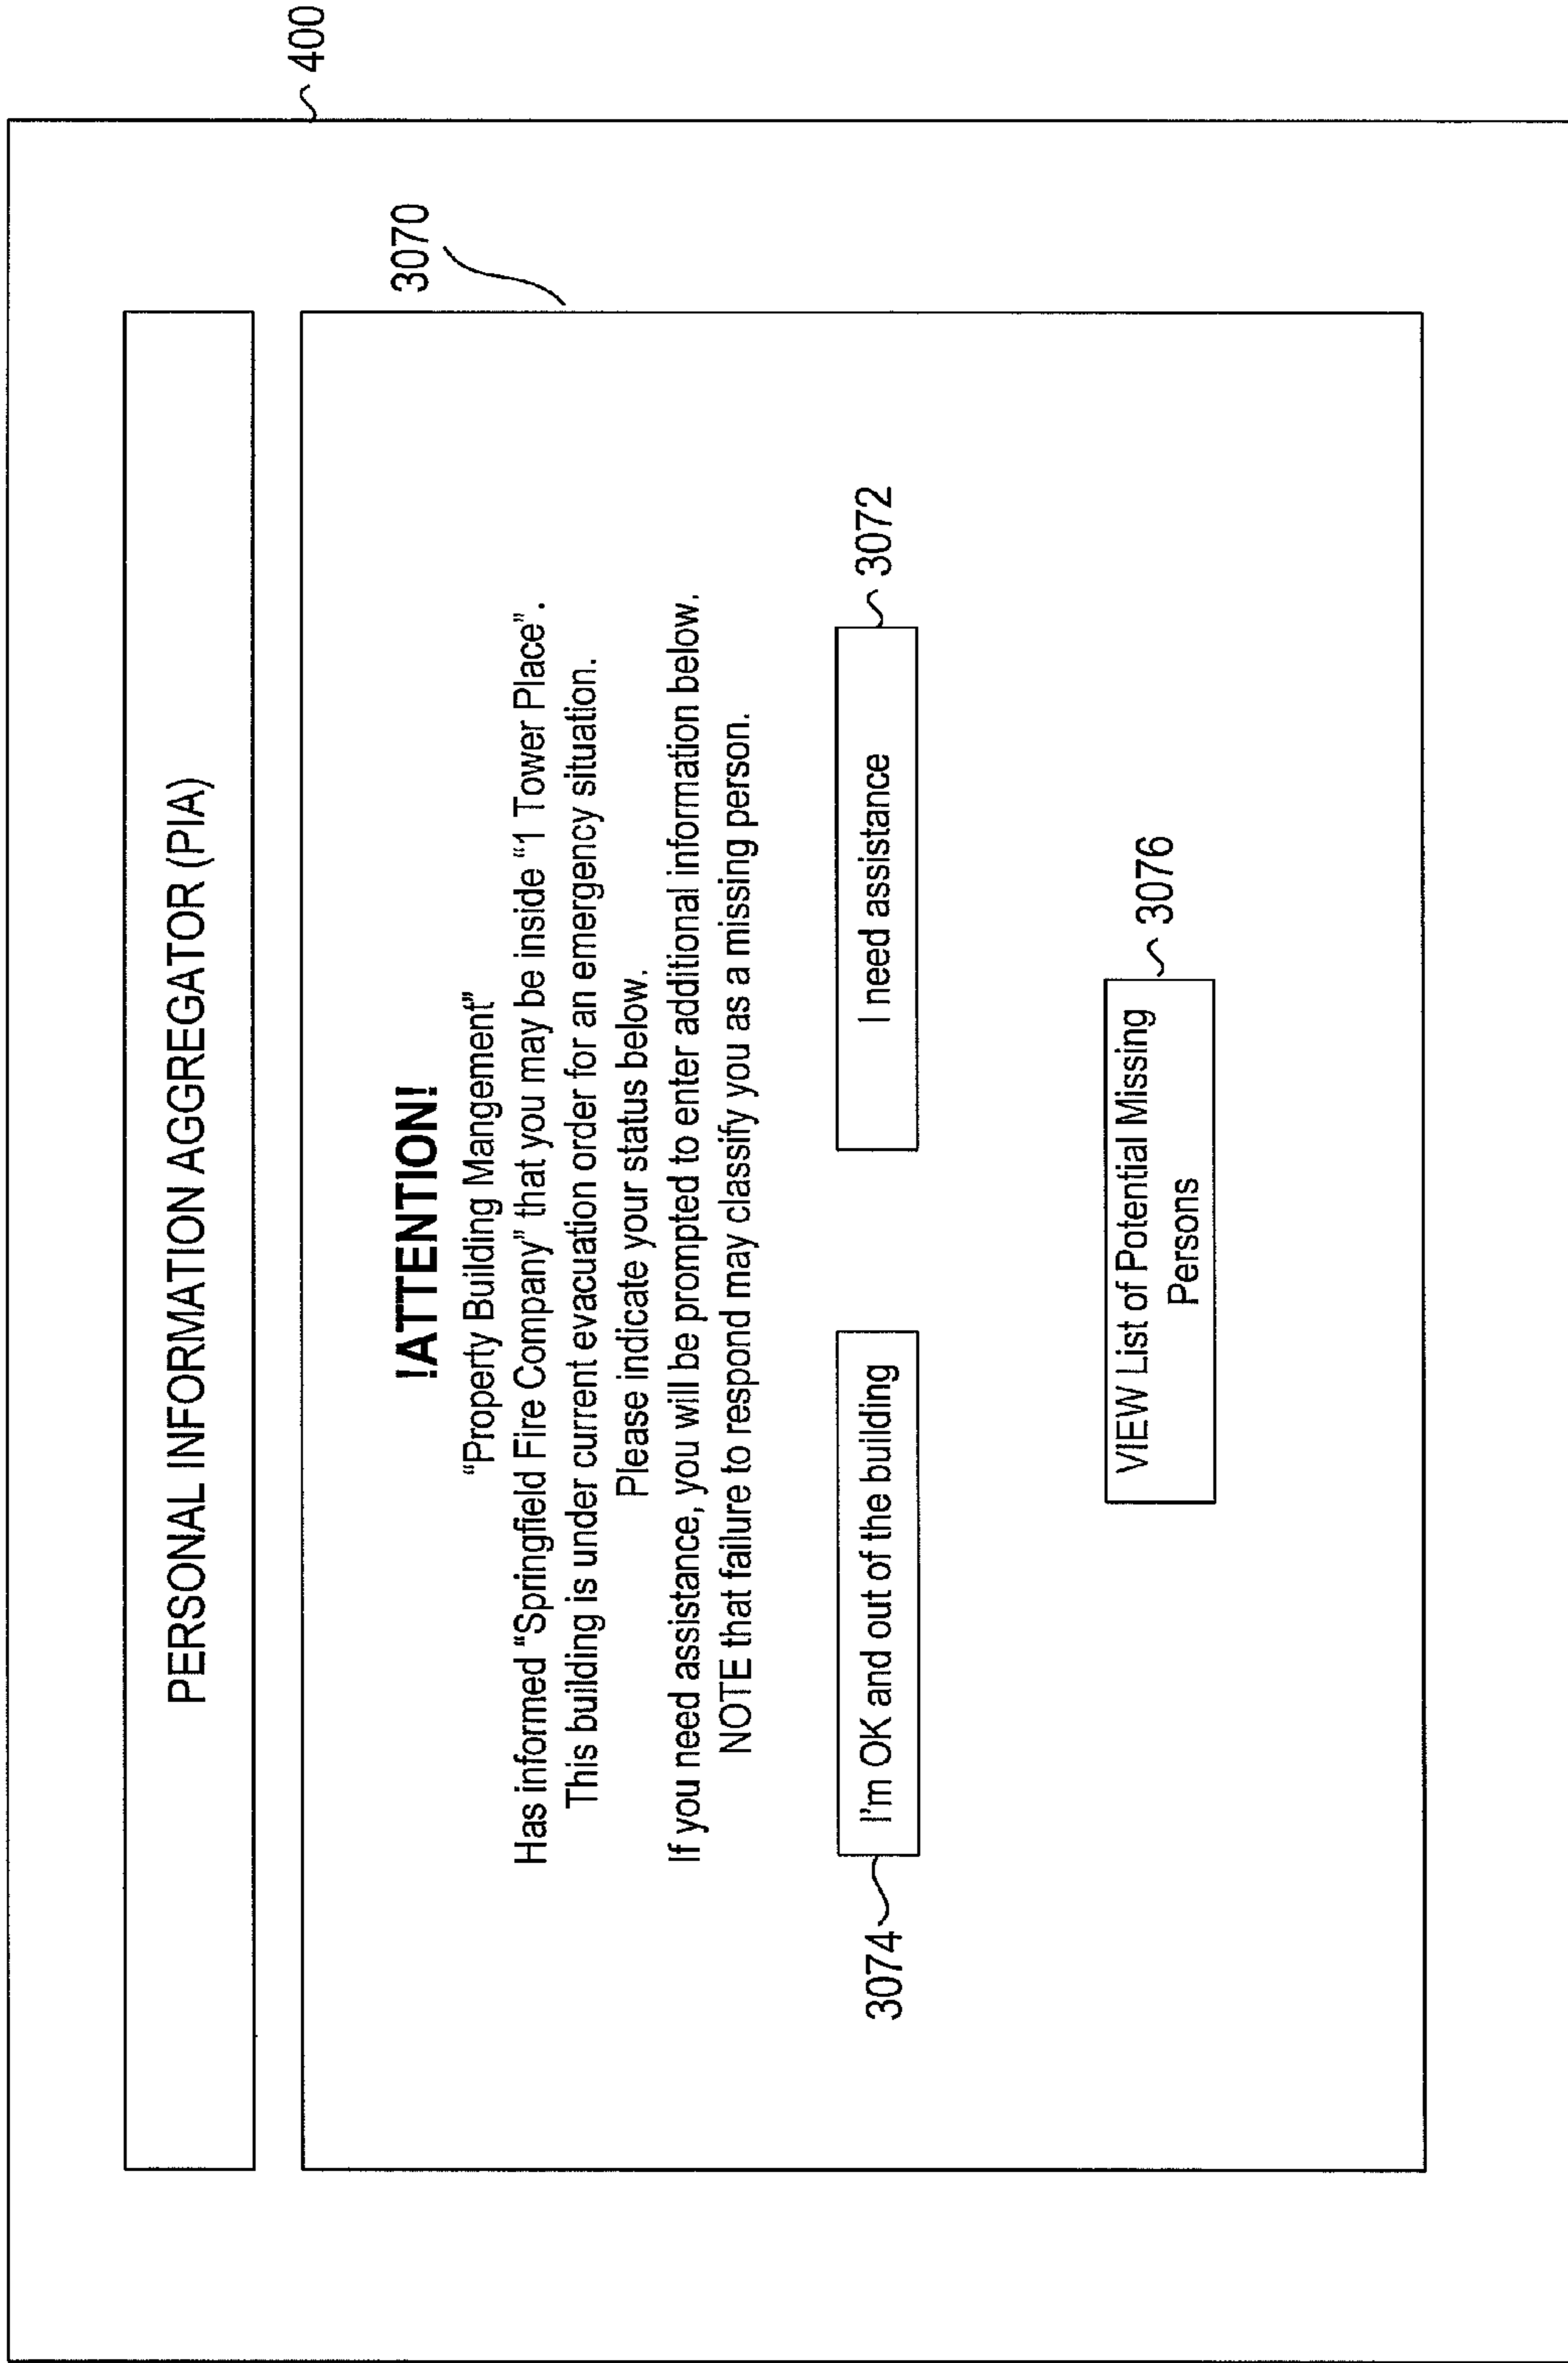 400
PERSONAL INFORMATION AGGREGATOR (PIA)
3070
!ATTENTION!
“Property Building Mangement”
Has informed “Springfield Fire Company” that you may be inside “1 Tower Place”.
This building is under current evacuation order for an emergency situation.
Please indicate your status below.
If you need assistance, you will be prompted to enter additional information below.
NOTE that failure to respond may classify you as a missing person.
3074
I'm OK and out of the building
I need assistance
3072
VIEW List of Potential Missing
Persons
3076